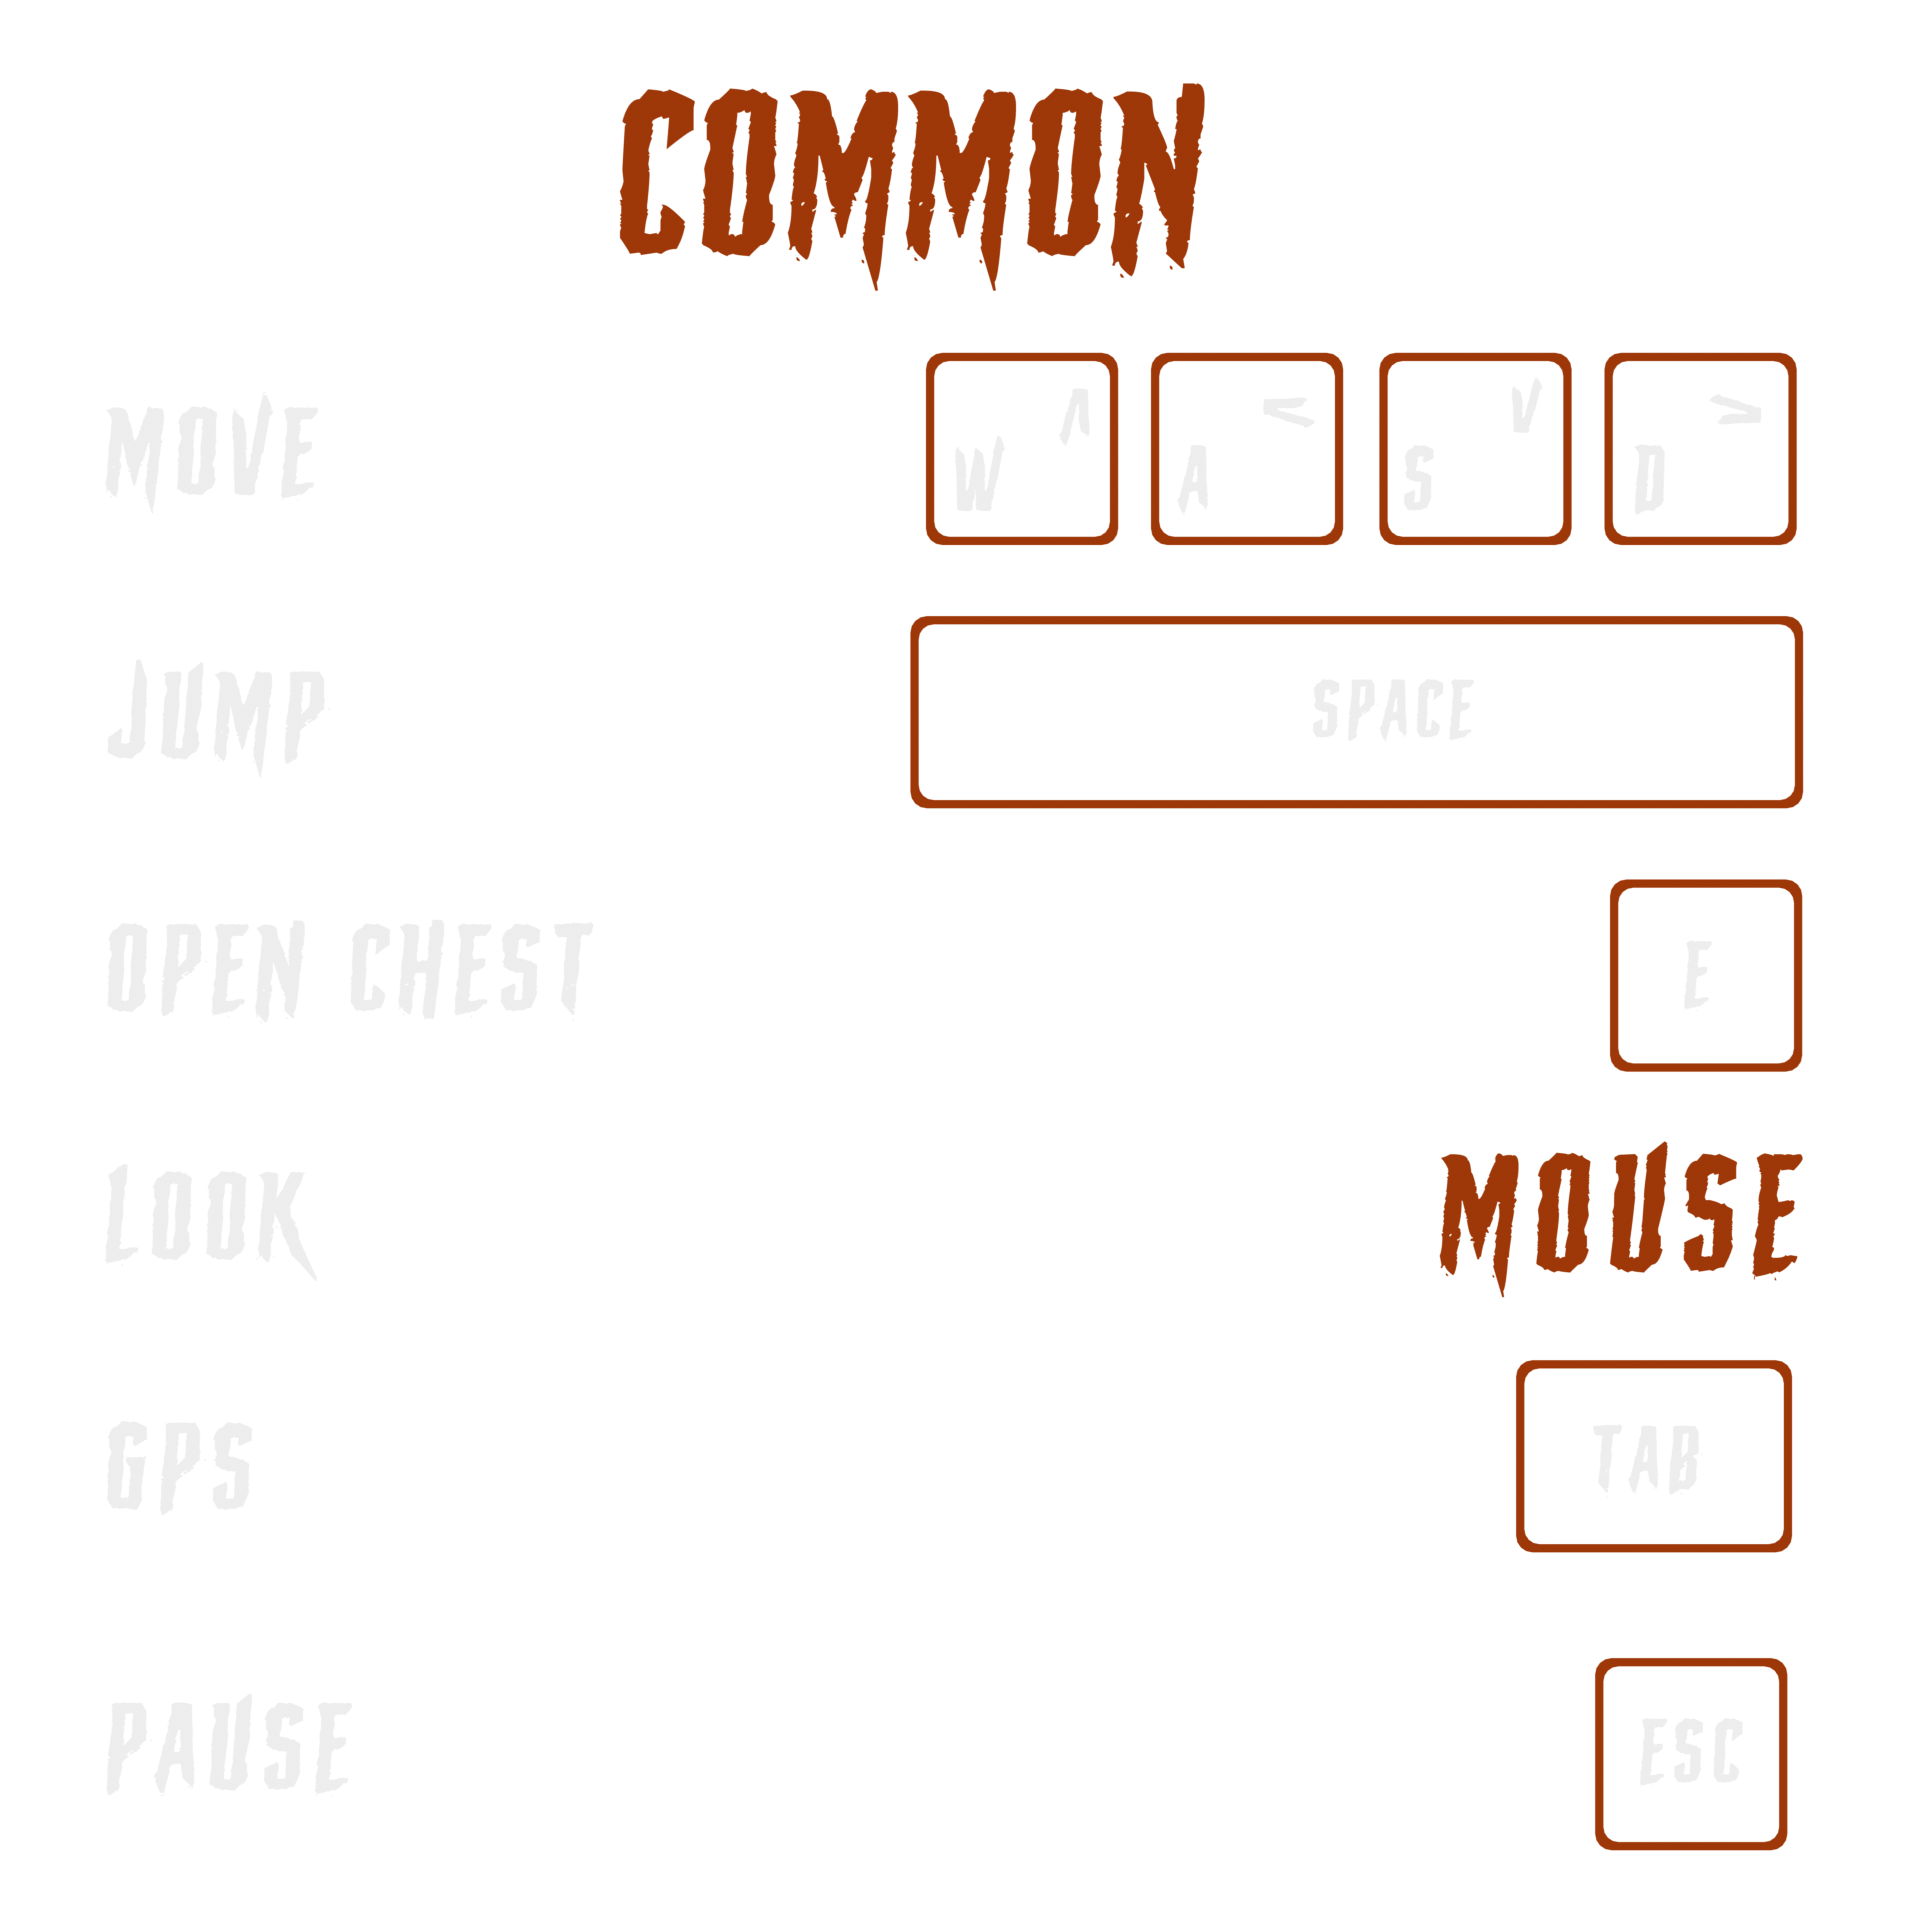 COMMON
MOVE W ^ A < S v D >
JUMP SPACE
OPEN CHEST E
LOOK MOUSE
GPS TAB
PAUSE ESC